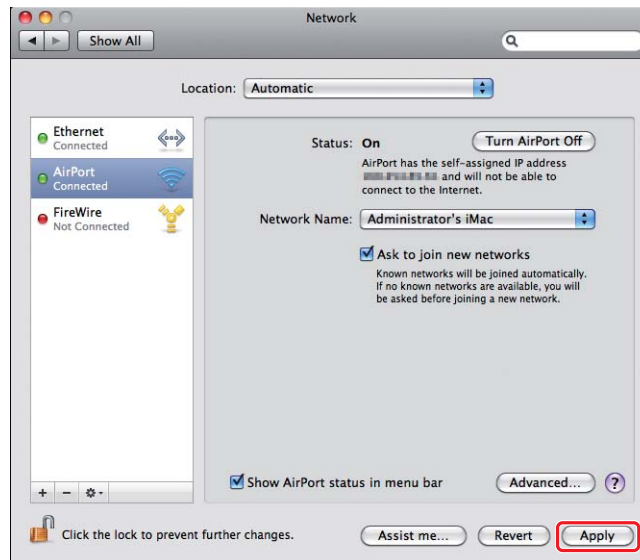 Network
Show All
Location: Automatic
Ethernet
Connected
AirPort
Connected
FireWire
Not Connected
Status: On
Turn AirPort Off
AirPort has the self-assigned IP address
and will not be able to
connect to the Internet.
Network Name: Administrator's iMac
Ask to join new networks
Known networks will be joined automatically.
If no known networks are available, you will
be asked before joining a new network.
Show AirPort status in menu bar
Advanced...
?
Click the lock to prevent further changes.
Assist me...
Revert
Apply